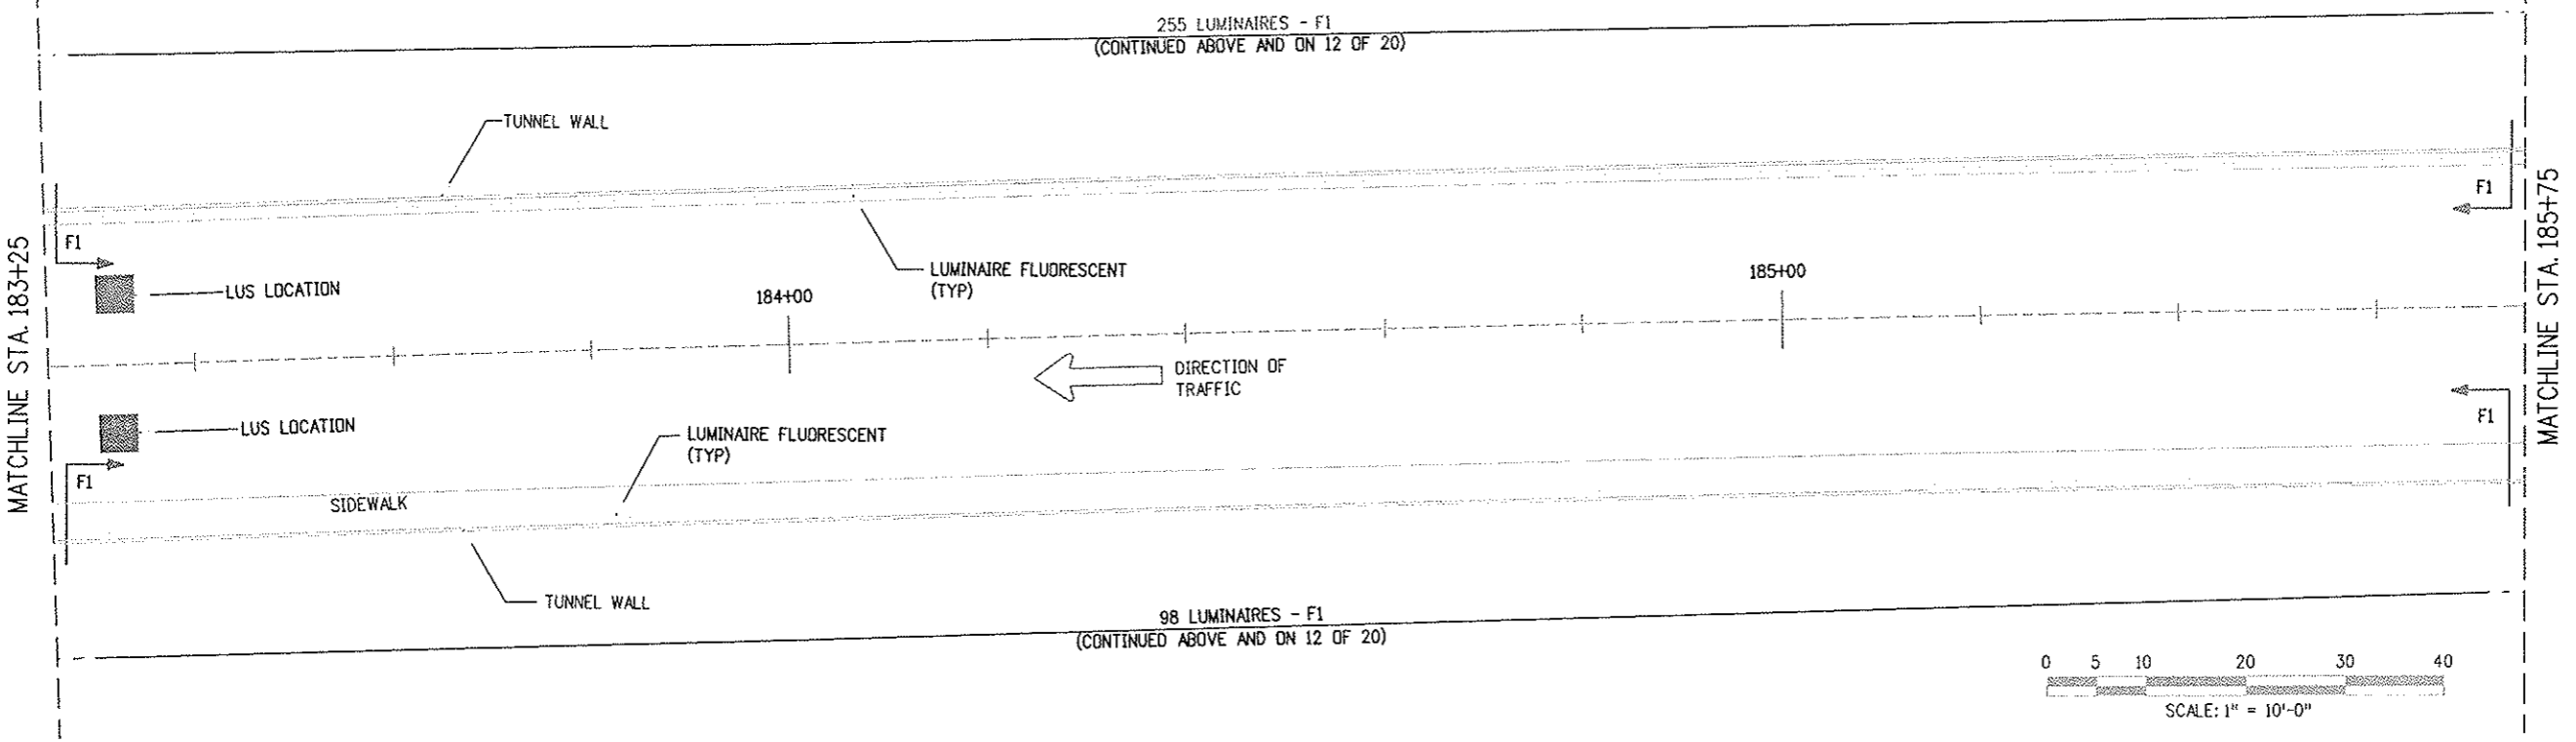 255 LUMINAIRES - F1
(CONTINUED ABOVE AND ON 12 OF 20)
TUNNEL WALL
F1
F1
MATCHLINE STA. 183+25
MATCHLINE STA. 185+75
LUS LOCATION
LUMINAIRE FLUORESCENT
(TYP)
184+00
185+00
DIRECTION OF
TRAFFIC
LUS LOCATION
LUMINAIRE FLUORESCENT
(TYP)
F1
F1
SIDEWALK
TUNNEL WALL
98 LUMINAIRES - F1
(CONTINUED ABOVE AND ON 12 OF 20)
0 5 10 20 30 40
SCALE: 1" = 10'-0"